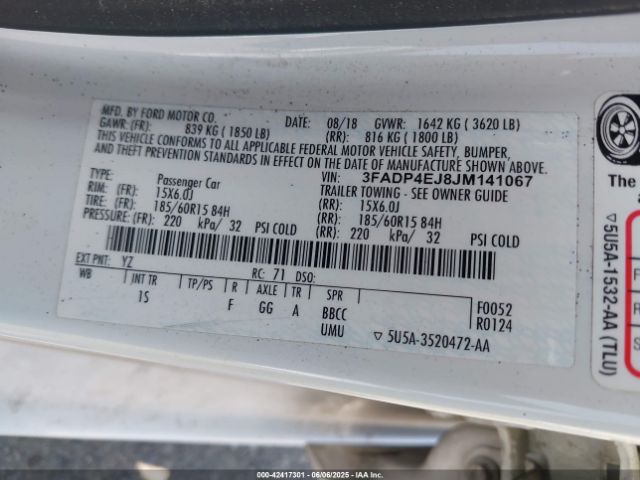 MFD. BY FORD MOTOR CO.
DATE: 08/18 GVWR: 1642 KG ( 3620 LB)
GAWR: (FR): 839 KG ( 1850 LB) (RR): 816 KG ( 1800 LB)
THIS VEHICLE CONFORMS TO ALL APPLICABLE FEDERAL MOTOR VEHICLE SAFETY, BUMPER,
AND THEFT PREVENTION STANDARDS IN EFFECT ON THE DATE OF MANUFACTURE SHOWN ABOVE.
VIN: 3FADP4EJ8JM141067
TYPE: Passenger Car TRAILER TOWING - SEE OWNER GUIDE
RIM: (FR) 15X6.0J (RR): 15X6.0J
TIRE: (FR) 185/60R15 84H (RR): 185/60R15 84H
PRESSURE: (FR) 220 kPa/ 32 PSI COLD (RR): 220 kPa/ 32 PSI COLD
EXT PNT: YZ RC: 71 DSO:
WB INT TR TP/PS R AXLE TR SPR
1S F GG A BBCC F0052
UMU R0124
▽ 5U5A-3520472-AA
The
▽5U5A-1532-AA (TLU)
F
R
S
00-42417301 - 06/06/2025 - IAAI.COM